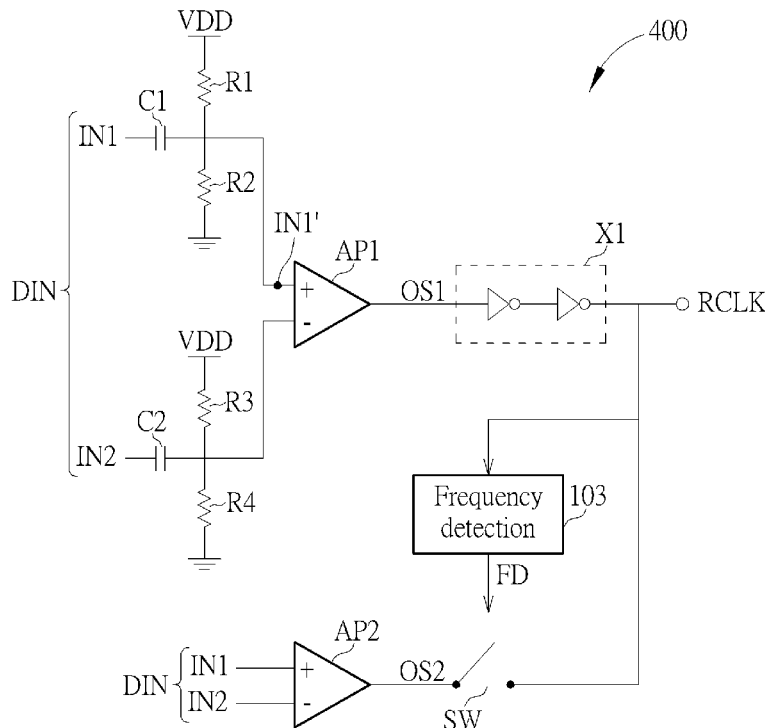 VDD
400
R1
C1
IN1
R2
X1
IN1'
AP1
OS1
RCLK
DIN
+
-
VDD
R3
C2
IN2
R4
Frequency
detection
103
FD
AP2
IN1
+
OS2
DIN
IN2
-
SW